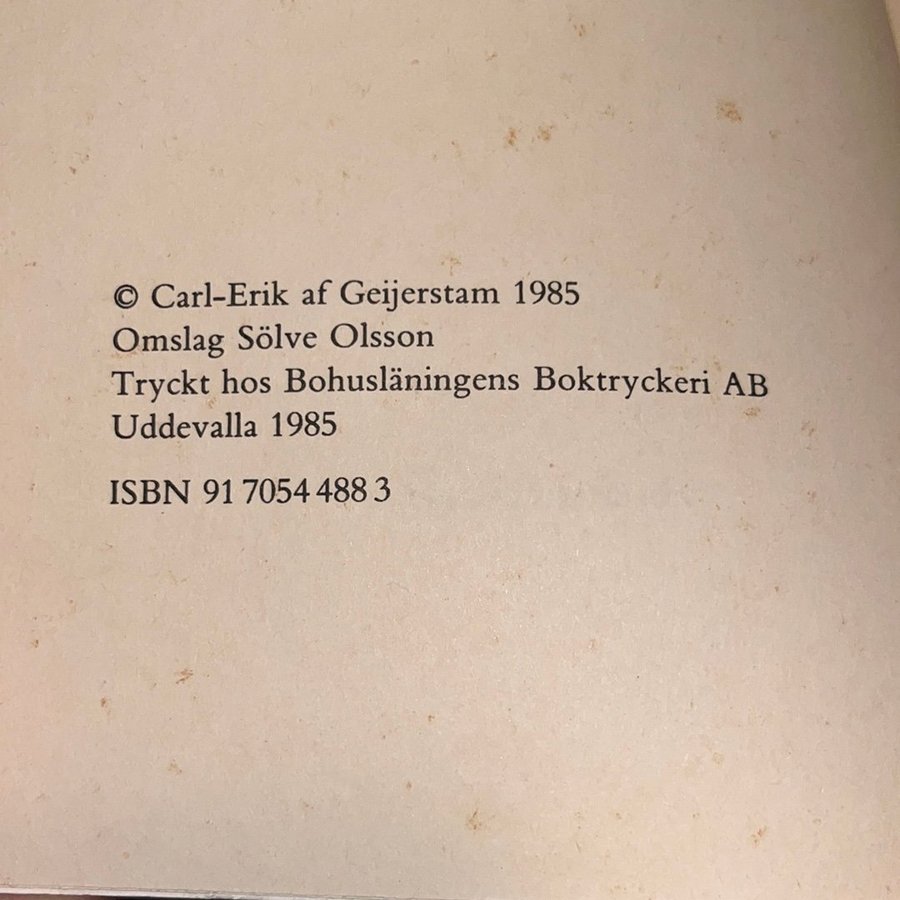 © Carl-Erik af Geijerstam 1985
Omslag Sölve Olsson
Tryckt hos Bohusläningens Boktryckeri AB
Uddevalla 1985
ISBN 91 7054 488 3